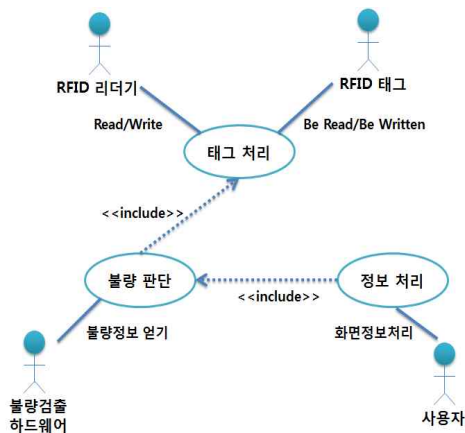 RFID 리더기
RFID 태그
Read/Write
Be Read/Be Written
태그 처리
<<include>>
불량 판단
정보 처리
<<include>>
불량정보 얻기
화면정보처리
불량검출
하드웨어
사용자